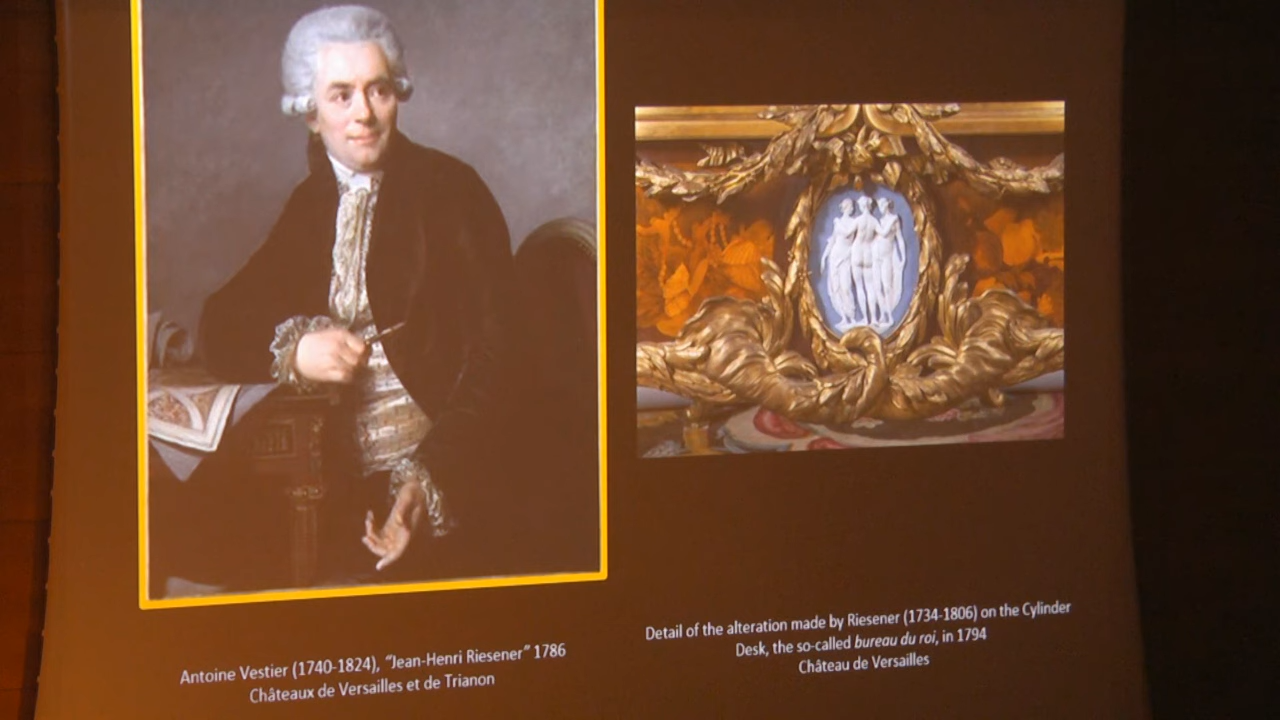 Antoine Vestier (1740-1824), “Jean-Henri Riesener” 1786
Châteaux de Versailles et de Trianon
Detail of the alteration made by Riesener (1734-1806) on the Cylinder
Desk, the so-called bureau du roi, in 1794
Château de Versailles